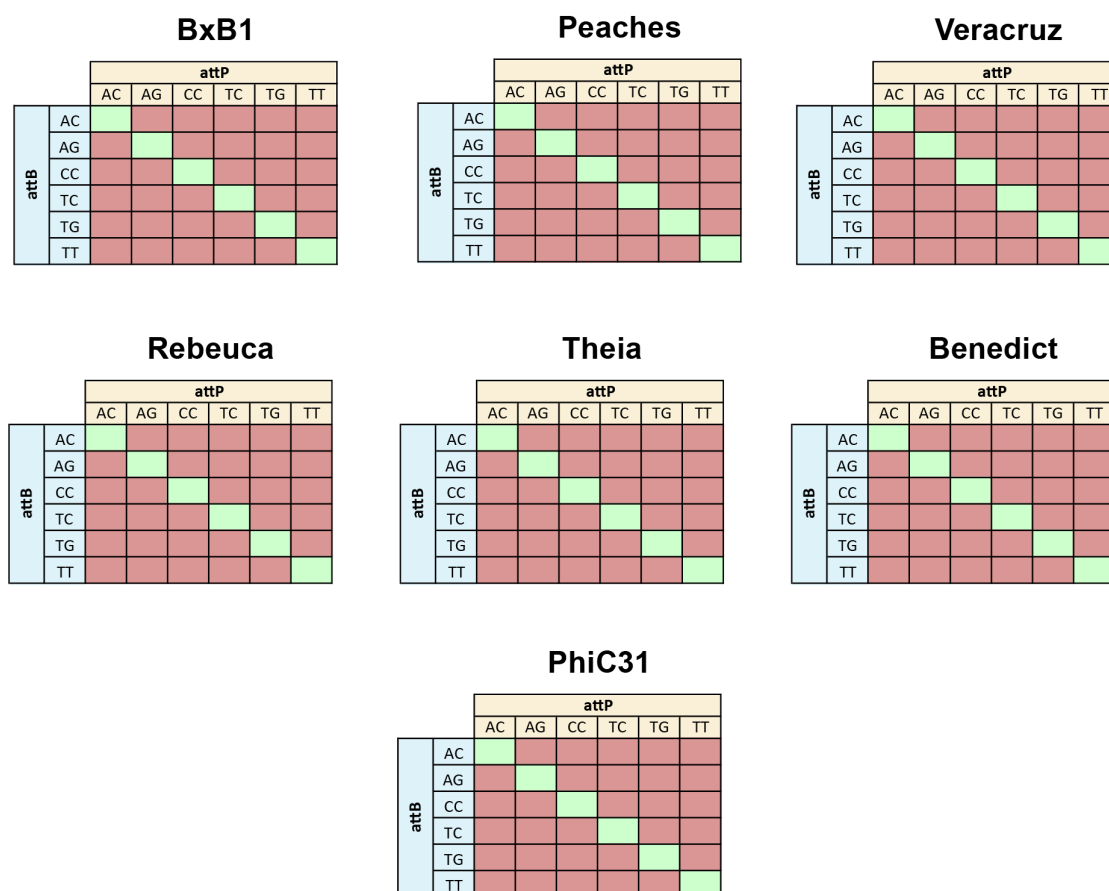 BxB1
attP
AC AG CC TC TG TT
attB
AC
AG
CC
TC
TG
TT
Peaches
attP
AC AG CC TC TG TT
attB
AC
AG
CC
TC
TG
TT
Veracruz
attP
AC AG CC TC TG TT
attB
AC
AG
CC
TC
TG
TT
Rebeuca
attP
AC AG CC TC TG TT
attB
AC
AG
CC
TC
TG
TT
Theia
attP
AC AG CC TC TG TT
attB
AC
AG
CC
TC
TG
TT
Benedict
attP
AC AG CC TC TG TT
attB
AC
AG
CC
TC
TG
TT
PhiC31
attP
AC AG CC TC TG TT
attB
AC
AG
CC
TC
TG
TT